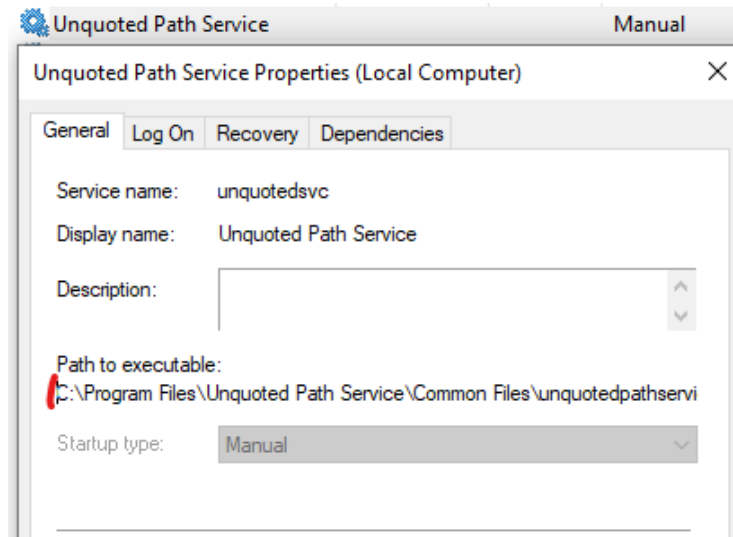 Unquoted Path Service Manual
Unquoted Path Service Properties (Local Computer)
General Log On Recovery Dependencies
Service name: unquotedsvc
Display name: Unquoted Path Service
Description:
Path to executable:
C:\Program Files\Unquoted Path Service\Common Files\unquotedpathservi
Startup type: Manual